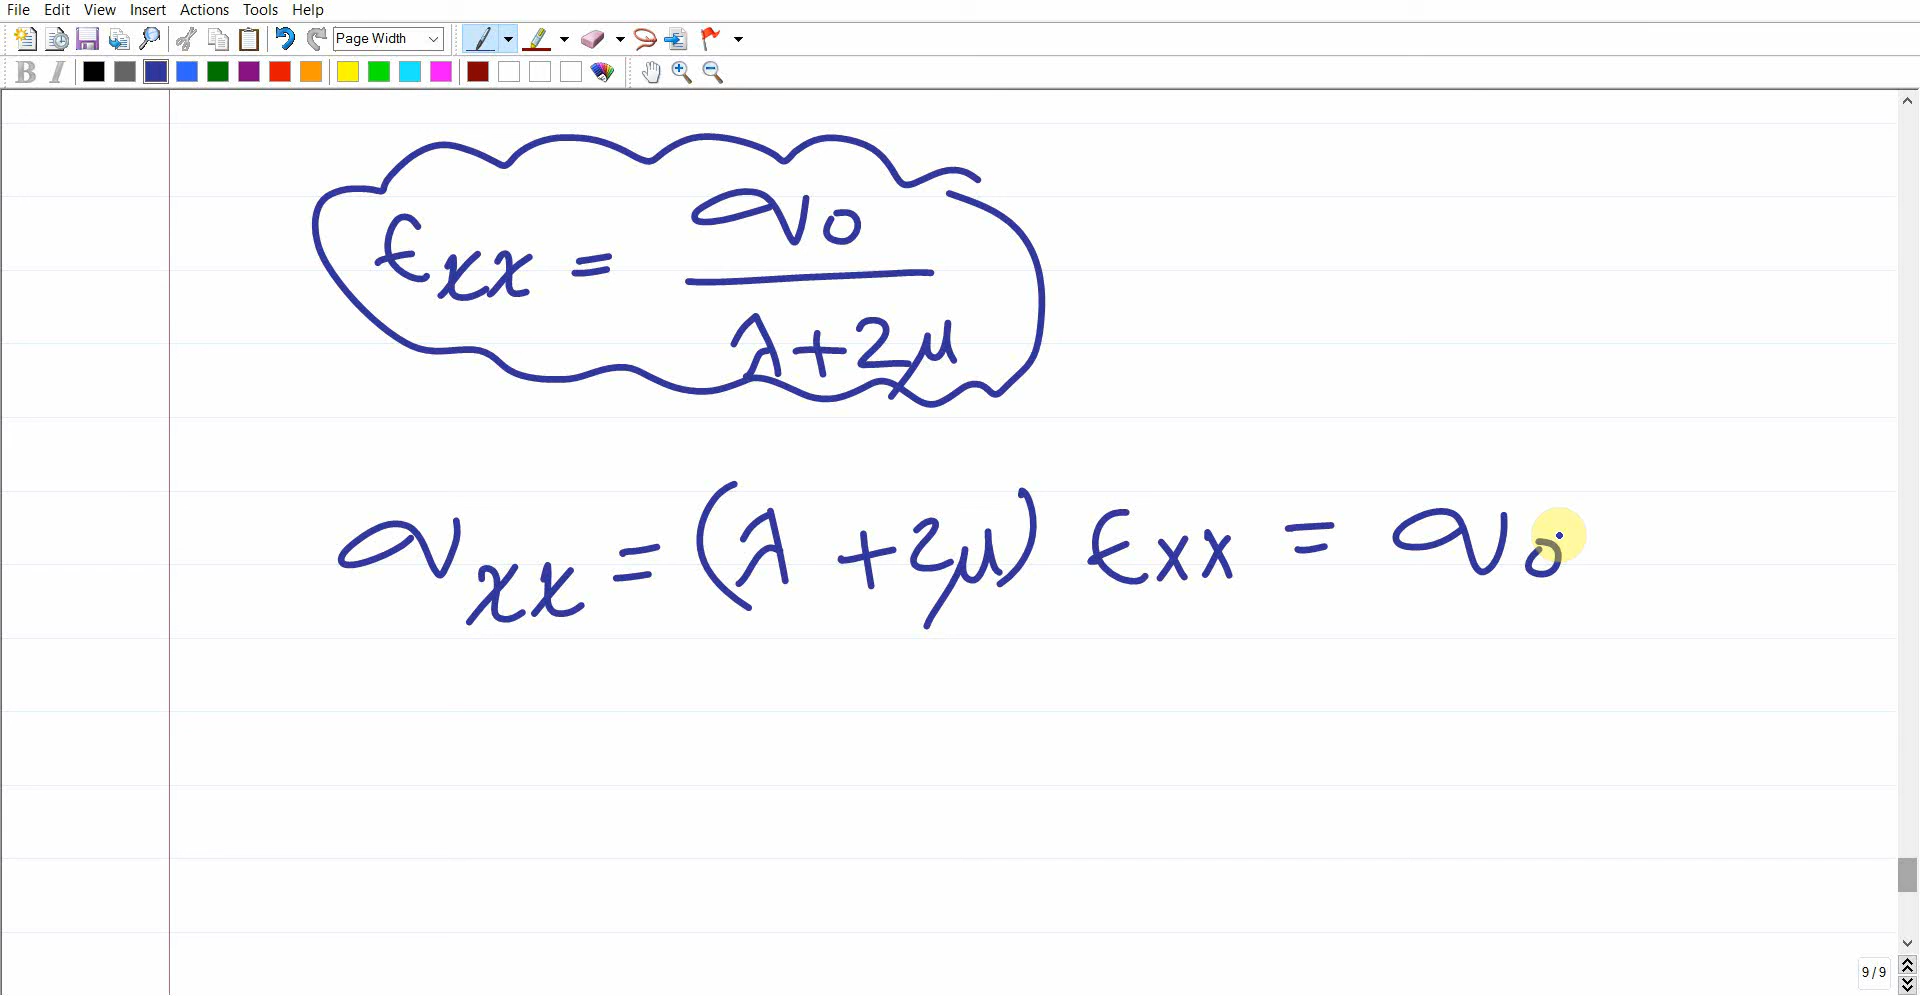 File Edit View Insert Actions Tools Help
Page Width
B I
ϵxx = σ0 / λ+2μ
σxx = (λ +2μ) ϵxx = σ0
9 / 9